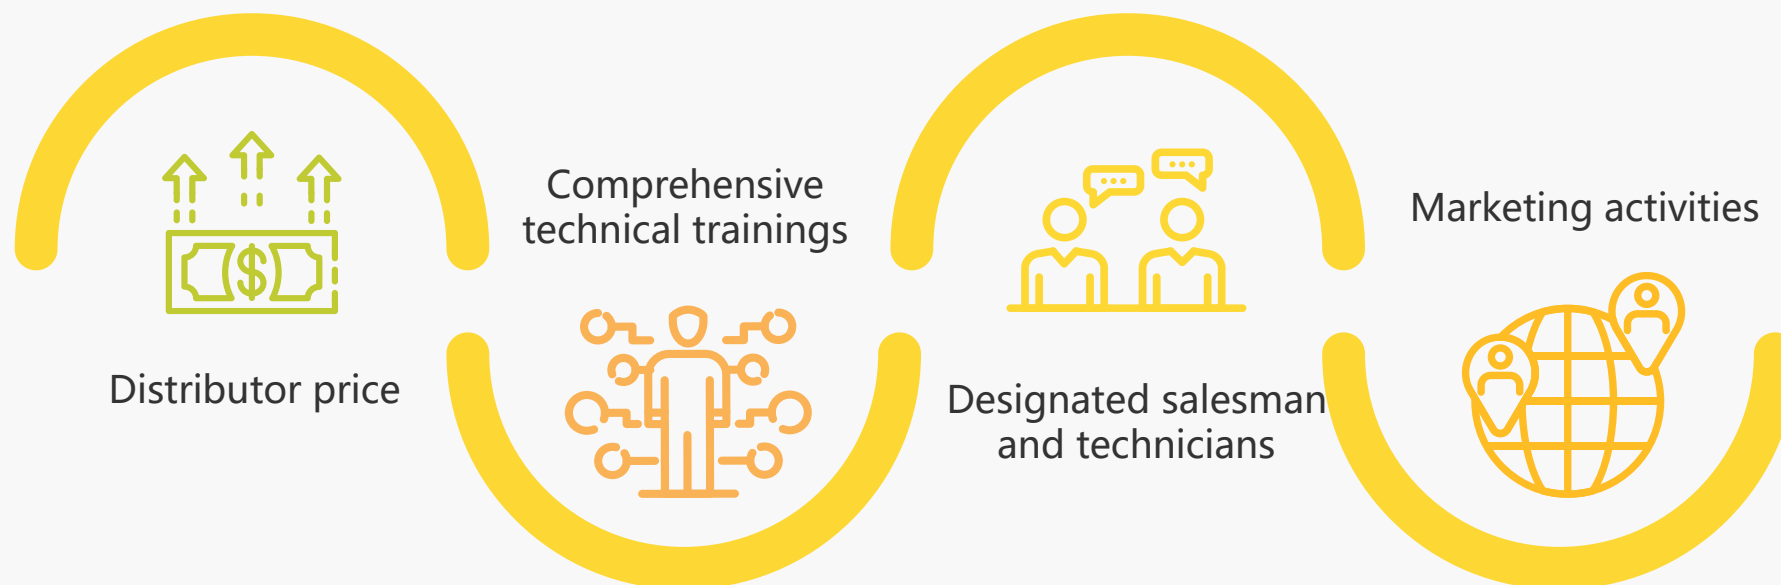 Distributor price
Comprehensive
technical trainings
Designated salesman
and technicians
Marketing activities